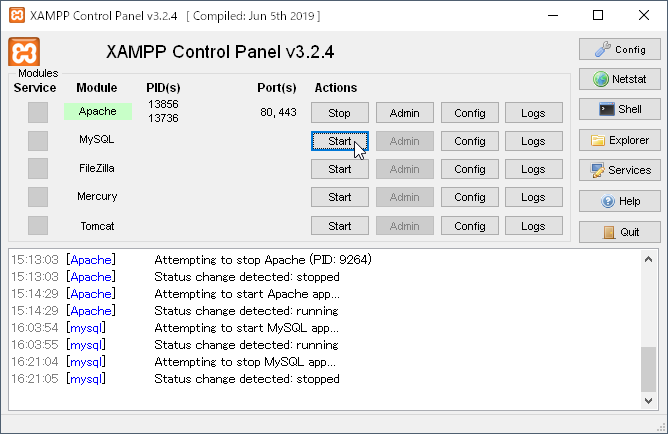 XAMPP Control Panel v3.2.4 [ Compiled: Jun 5th 2019 ]
XAMPP Control Panel v3.2.4
Config
Modules
Service Module PID(s) Port(s) Actions
Netstat
Apache 13856 13736 80, 443 Stop Admin Config Logs
Shell
MySQL Start Admin Config Logs
Explorer
FileZilla Start Admin Config Logs
Services
Mercury Start Admin Config Logs
Help
Tomcat Start Admin Config Logs
Quit
15:13:03 [Apache] Attempting to stop Apache (PID: 9264)
15:13:03 [Apache] Status change detected: stopped
15:14:29 [Apache] Attempting to start Apache app...
15:14:29 [Apache] Status change detected: running
16:03:54 [mysql] Attempting to start MySQL app...
16:03:55 [mysql] Status change detected: running
16:21:04 [mysql] Attempting to stop MySQL app...
16:21:05 [mysql] Status change detected: stopped